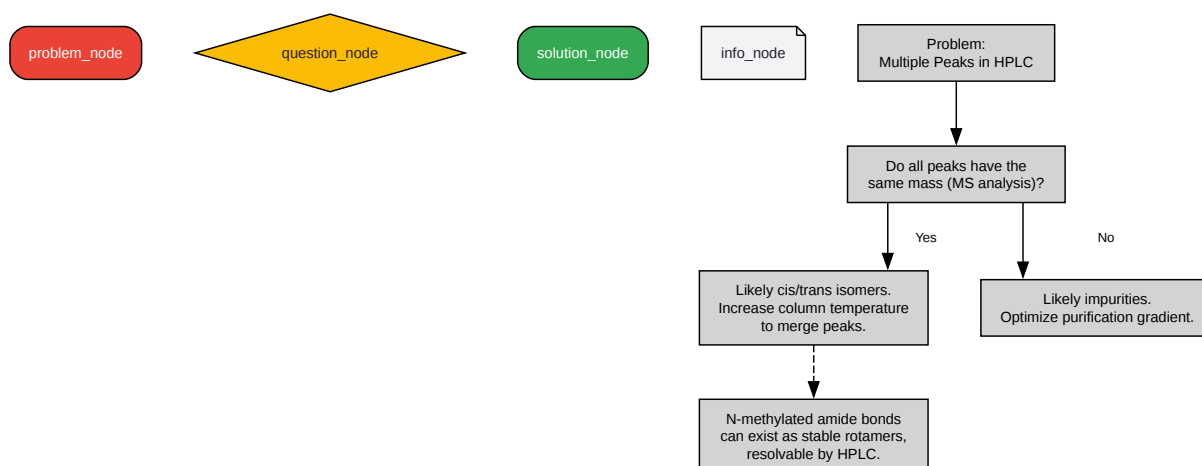 problem_node
question_node
solution_node
info_node
Problem:
Multiple Peaks in HPLC
Do all peaks have the
same mass (MS analysis)?
Yes
No
Likely cis/trans isomers.
Increase column temperature
to merge peaks.
Likely impurities.
Optimize purification gradient.
N-methylated amide bonds
can exist as stable rotamers,
resolvable by HPLC.